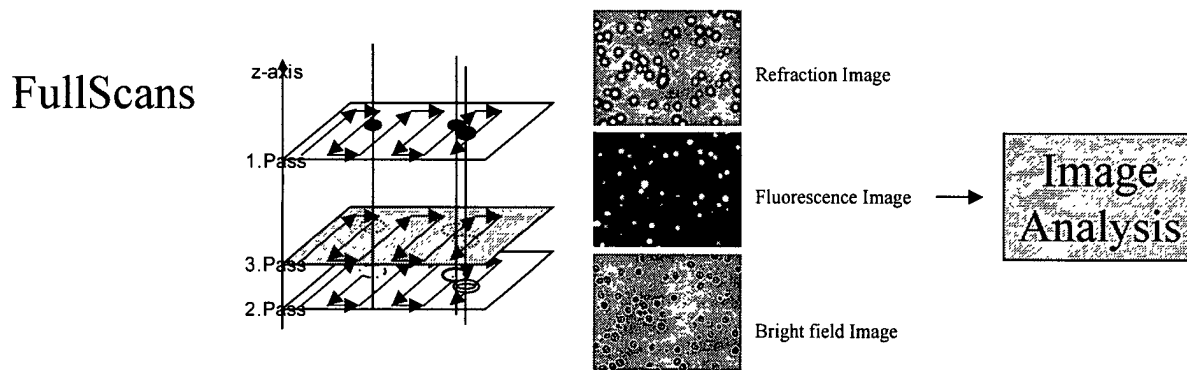 FullScans
z-axis
1.Pass
3.Pass
2.Pass
Refraction Image
Fluorescence Image
Bright field Image
Image
Analysis